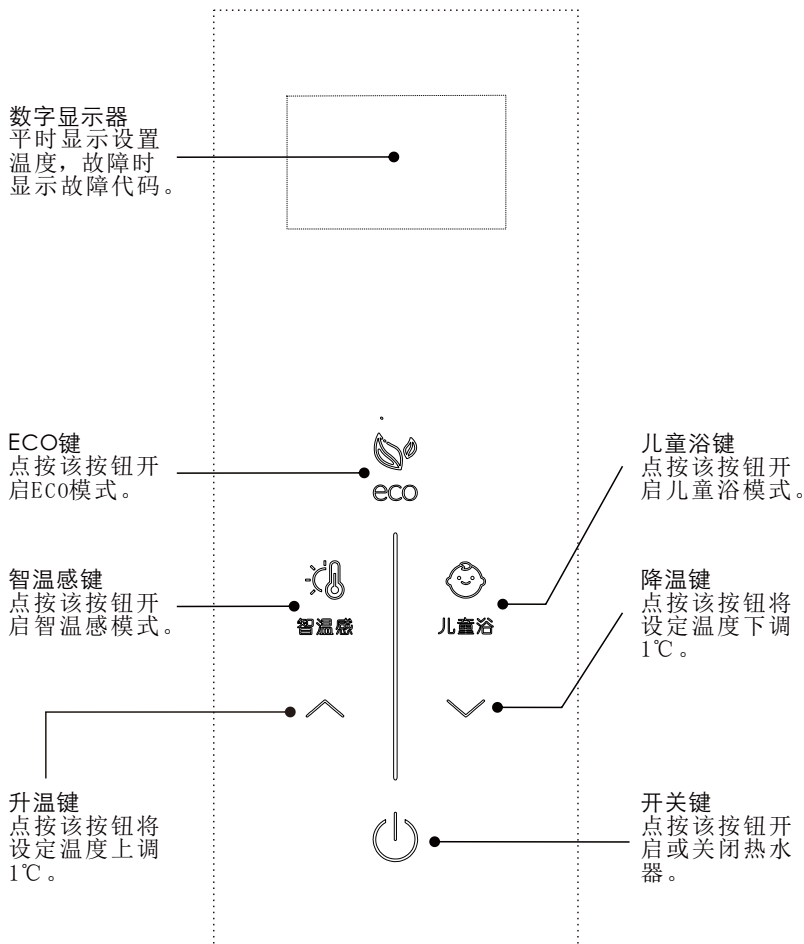 数字显示器
平时显示设置
温度，故障时
显示故障代码。
ECO键
点按该按钮开
启ECO模式。
eco
儿童浴键
点按该按钮开
启儿童浴模式。
智温感键
点按该按钮开
启智温感模式。
智温感
儿童浴
降温键
点按该按钮将
设定温度下调
1℃。
升温键
点按该按钮将
设定温度上调
1℃。
开关键
点按该按钮开
启或关闭热水
器。